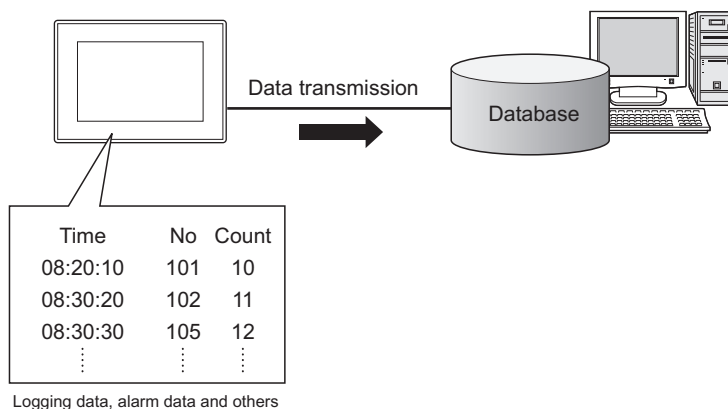 Data transmission
Database
Time No Count
08:20:10 101 10
08:30:20 102 11
08:30:30 105 12
Logging data, alarm data and others